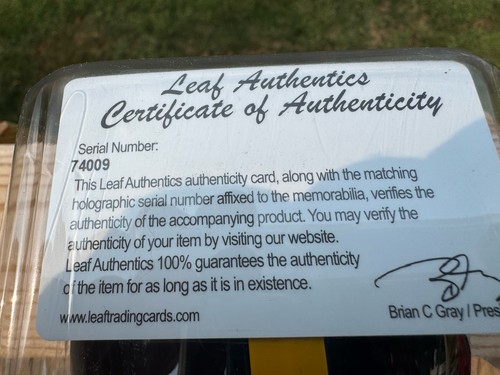 Leaf Authentics
Certificate of Authenticity
Serial Number:
74009
This Leaf Authentics authenticity card, along with the matching
holographic serial number affixed to the memorabilia, verifies the
authenticity of the accompanying product. You may verify the
authenticity of your item by visiting our website.
Leaf Authentics 100% guarantees the authenticity
of the item for as long as it is in existence.
Brian C Gray / Pres
www.leaftradingcards.com